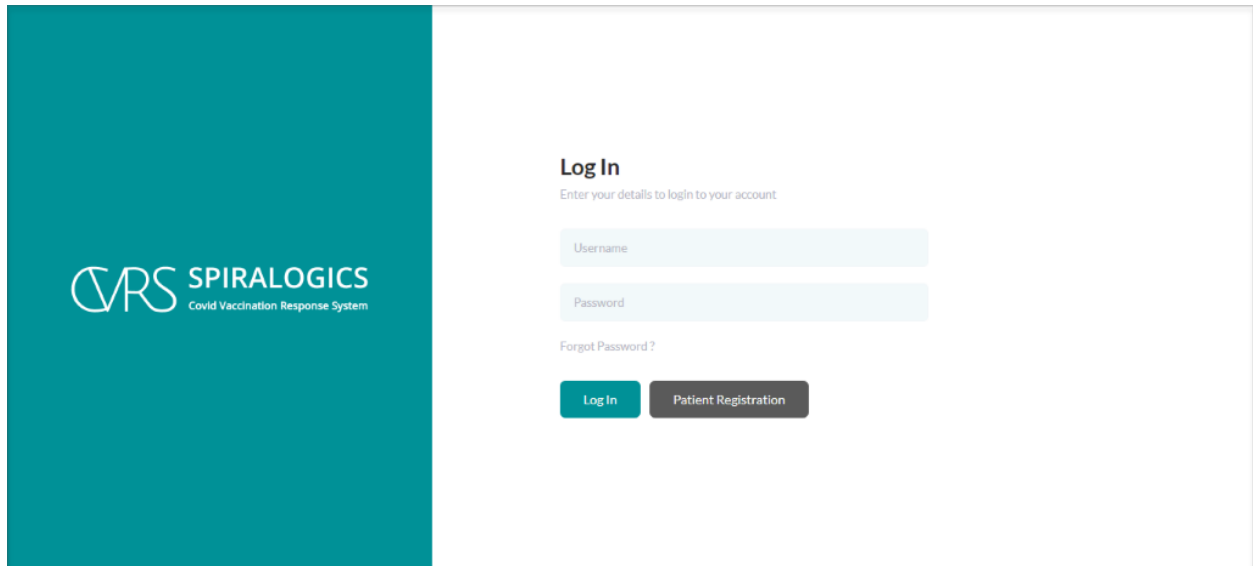 CVRS SPIRALOGICS
Covid Vaccination Response System
Log In
Enter your details to login to your account
Username
Password
Forgot Password ?
Log In
Patient Registration